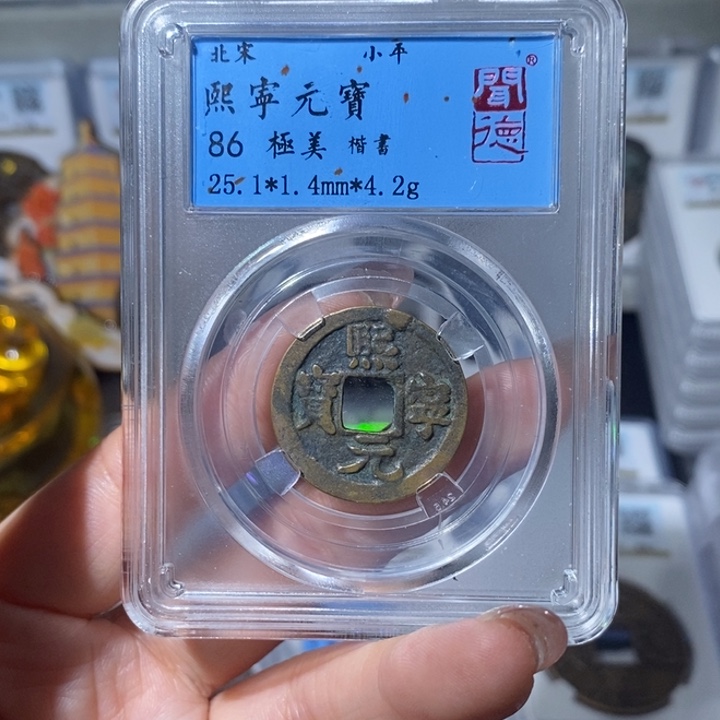 北宋 小平
熙寧元寶
86 極美 楷書
25.1*1.4mm*4.2g
聞德®
熙寧元寶